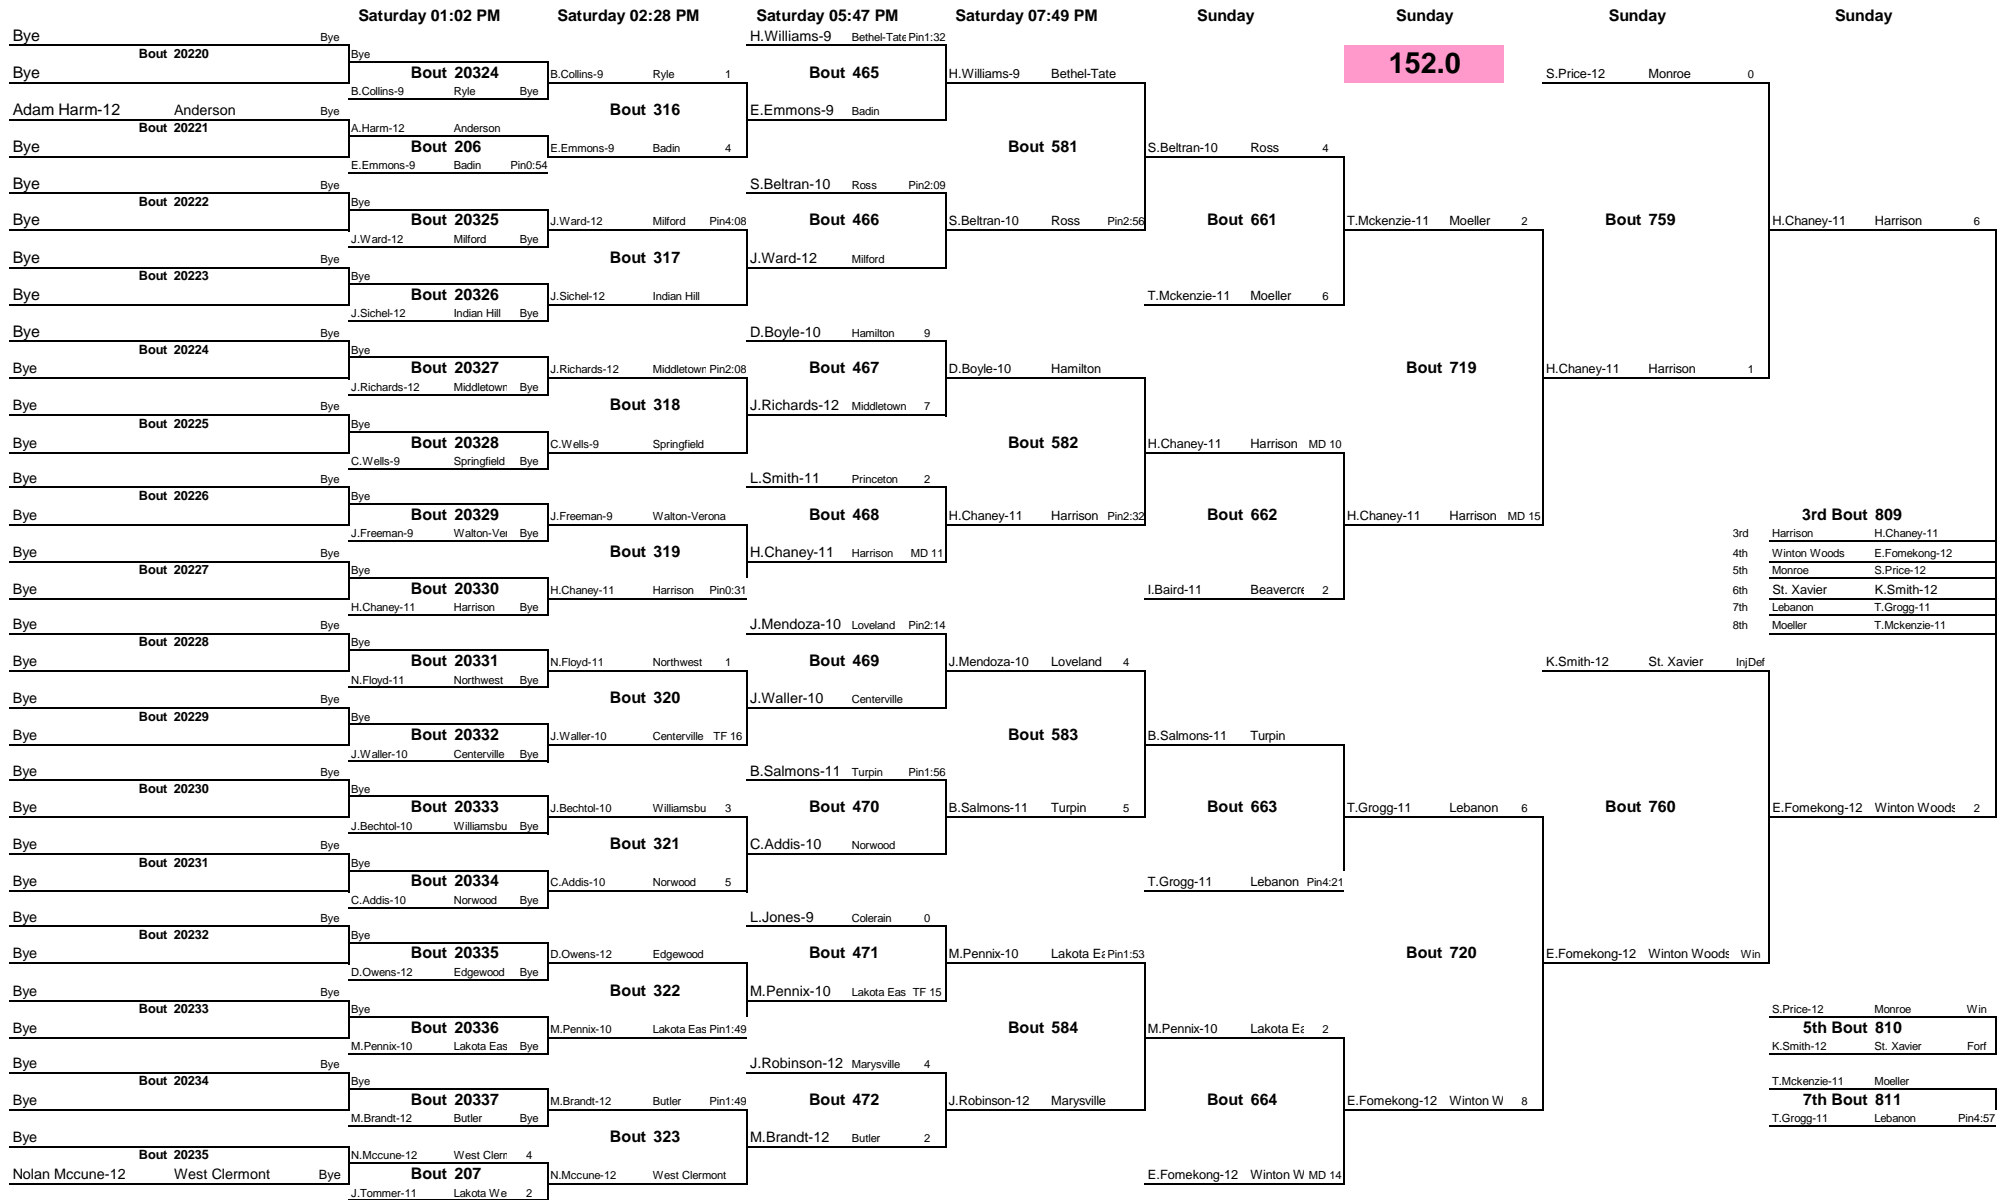 Saturday 01:02 PM Saturday 02:28 PM Saturday 05:47 PM Saturday 07:49 PM Sunday Sunday Sunday Sunday
152.0
Bye Bye
Bout 20220
Bye
Adam Harm-12 Anderson Bye
Bout 20221
Bye
Bye Bye
Bout 20222
Bye
Bye Bye
Bout 20223
Bye
Bye Bye
Bout 20224
Bye
Bye Bye
Bout 20225
Bye
Bye Bye
Bout 20226
Bye
Bye Bye
Bout 20227
Bye
Bye Bye
Bout 20228
Bye
Bye Bye
Bout 20229
Bye
Bye Bye
Bout 20230
Bye
Bye Bye
Bout 20231
Bye
Bye Bye
Bout 20232
Bye
Bye Bye
Bout 20233
Bye
Bye Bye
Bout 20234
Bye
Bye
Bout 20235
Nolan Mccune-12 West Clermont Bye
Bye
Bout 20324
B.Collins-9 Ryle Bye
A.Harm-12 Anderson
Bout 206
E.Emmons-9 Badin Pin0:54
Bye
Bout 20325
J.Ward-12 Milford Bye
Bye
Bout 20326
J.Sichel-12 Indian Hill Bye
Bye
Bout 20327
J.Richards-12 Middletown Bye
Bye
Bout 20328
C.Wells-9 Springfield Bye
Bye
Bout 20329
J.Freeman-9 Walton-Ver Bye
Bye
Bout 20330
H.Chaney-11 Harrison Bye
Bye
Bout 20331
N.Floyd-11 Northwest Bye
Bye
Bout 20332
J.Waller-10 Centerville Bye
Bye
Bout 20333
J.Bechtol-10 Williamsbu Bye
Bye
Bout 20334
C.Addis-10 Norwood Bye
Bye
Bout 20335
D.Owens-12 Edgewood Bye
Bye
Bout 20336
M.Pennix-10 Lakota Eas Bye
Bye
Bout 20337
M.Brandt-12 Butler Bye
N.Mccune-12 West Clerm 4
Bout 207
J.Tommer-11 Lakota We 2
B.Collins-9 Ryle 1
Bout 316
E.Emmons-9 Badin 4
J.Ward-12 Milford Pin4:08
Bout 317
J.Sichel-12 Indian Hill
J.Richards-12 Middletown Pin2:08
Bout 318
C.Wells-9 Springfield
J.Freeman-9 Walton-Verona
Bout 319
H.Chaney-11 Harrison Pin0:31
N.Floyd-11 Northwest 1
Bout 320
J.Waller-10 Centerville TF 16
J.Bechtol-10 Williamsbu 3
Bout 321
C.Addis-10 Norwood 5
D.Owens-12 Edgewood
Bout 322
M.Pennix-10 Lakota Eas Pin1:49
M.Brandt-12 Butler Pin1:49
Bout 323
N.Mccune-12 West Clermont
H.Williams-9 Bethel-Tate Pin1:32
Bout 465
E.Emmons-9 Badin
S.Beltran-10 Ross Pin2:09
Bout 466
J.Ward-12 Milford
D.Boyle-10 Hamilton 9
Bout 467
J.Richards-12 Middletown 7
L.Smith-11 Princeton 2
Bout 468
H.Chaney-11 Harrison MD 11
J.Mendoza-10 Loveland Pin2:14
Bout 469
J.Waller-10 Centerville
B.Salmons-11 Turpin Pin1:56
Bout 470
C.Addis-10 Norwood
L.Jones-9 Colerain 0
Bout 471
M.Pennix-10 Lakota Eas TF 15
J.Robinson-12 Marysville 4
Bout 472
M.Brandt-12 Butler 2
H.Williams-9 Bethel-Tate
Bout 581
S.Beltran-10 Ross Pin2:56
D.Boyle-10 Hamilton
Bout 582
H.Chaney-11 Harrison Pin2:32
J.Mendoza-10 Loveland 4
Bout 583
B.Salmons-11 Turpin 5
M.Pennix-10 Lakota Ea Pin1:53
Bout 584
J.Robinson-12 Marysville
S.Beltran-10 Ross 4
Bout 661
T.Mckenzie-11 Moeller 6
H.Chaney-11 Harrison MD 10
Bout 662
I.Baird-11 Beavercre 2
B.Salmons-11 Turpin
Bout 663
T.Grogg-11 Lebanon Pin4:21
M.Pennix-10 Lakota Ea 2
Bout 664
E.Fomekong-12 Winton W MD 14
T.Mckenzie-11 Moeller 2
Bout 719
H.Chaney-11 Harrison MD 15
T.Grogg-11 Lebanon 6
Bout 720
E.Fomekong-12 Winton W 8
S.Price-12 Monroe 0
Bout 759
H.Chaney-11 Harrison 1
K.Smith-12 St. Xavier InjDef
Bout 760
E.Fomekong-12 Winton Woods Win
H.Chaney-11 Harrison 6
3rd Bout 809
3rd Harrison H.Chaney-11
4th Winton Woods E.Fomekong-12
5th Monroe S.Price-12
6th St. Xavier K.Smith-12
7th Lebanon T.Grogg-11
8th Moeller T.Mckenzie-11
E.Fomekong-12 Winton Woods 2
S.Price-12 Monroe Win
5th Bout 810
K.Smith-12 St. Xavier Forf
T.Mckenzie-11 Moeller
7th Bout 811
T.Grogg-11 Lebanon Pin4:57